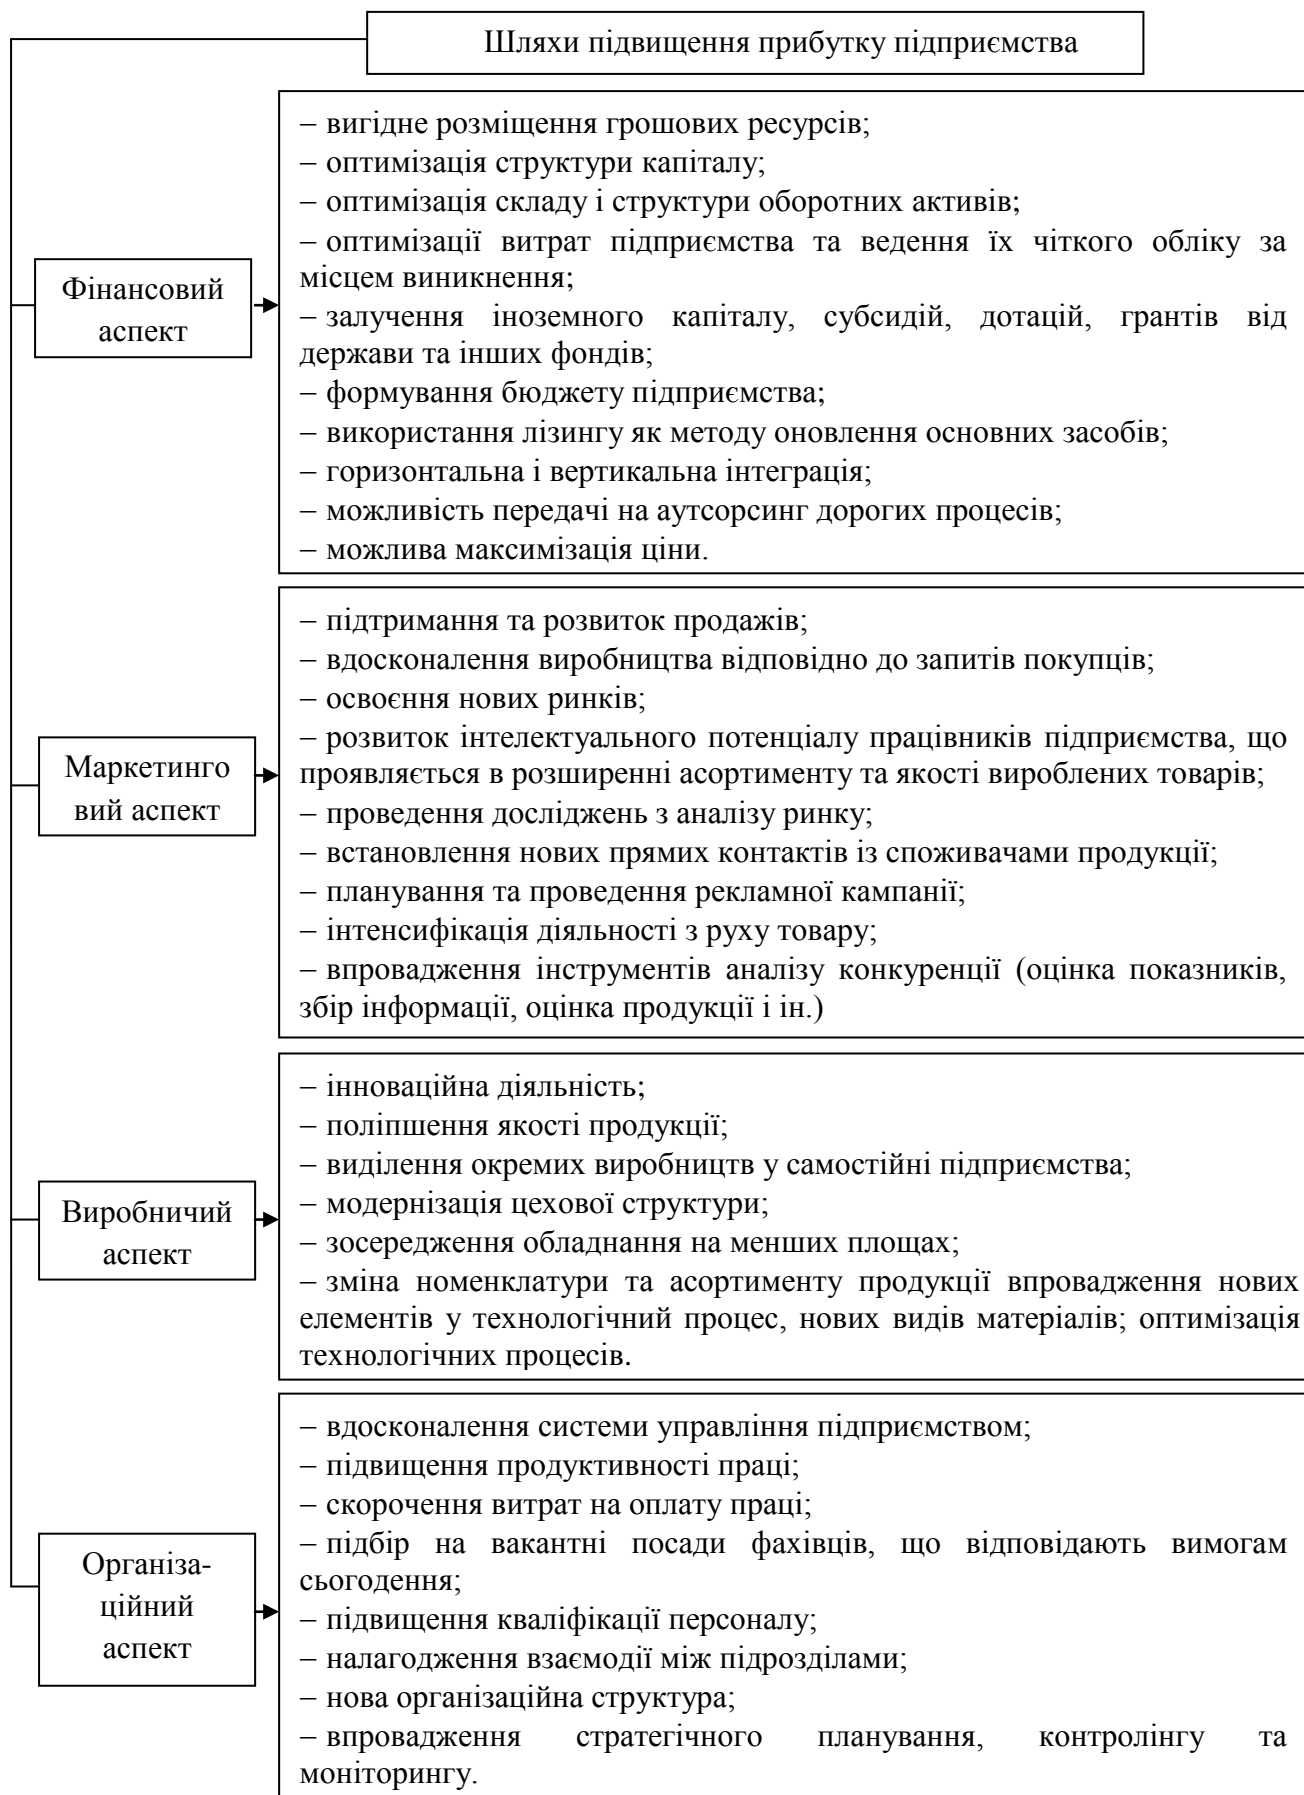 Шляхи підвищення прибутку підприємства
Фінансовий
аспект
– вигідне розміщення грошових ресурсів;
– оптимізація структури капіталу;
– оптимізація складу і структури оборотних активів;
– оптимізації витрат підприємства та ведення їх чіткого обліку за
місцем виникнення;
– залучення іноземного капіталу, субсидій, дотацій, грантів від
держави та інших фондів;
– формування бюджету підприємства;
– використання лізингу як методу оновлення основних засобів;
– горизонтальна і вертикальна інтеграція;
– можливість передачі на аутсорсинг дорогих процесів;
– можлива максимізація ціни.
Маркетинго
вий аспект
– підтримання та розвиток продажів;
– вдосконалення виробництва відповідно до запитів покупців;
– освоєння нових ринків;
– розвиток інтелектуального потенціалу працівників підприємства, що
проявляється в розширенні асортименту та якості вироблених товарів;
– проведення досліджень з аналізу ринку;
– встановлення нових прямих контактів із споживачами продукції;
– планування та проведення рекламної кампанії;
– інтенсифікація діяльності з руху товару;
– впровадження інструментів аналізу конкуренції (оцінка показників,
збір інформації, оцінка продукції і ін.)
Виробничий
аспект
– інноваційна діяльність;
– поліпшення якості продукції;
– виділення окремих виробництв у самостійні підприємства;
– модернізація цехової структури;
– зосередження обладнання на менших площах;
– зміна номенклатури та асортименту продукції впровадження нових
елементів у технологічний процес, нових видів матеріалів; оптимізація
технологічних процесів.
Організа-
ційний
аспект
– вдосконалення системи управління підприємством;
– підвищення продуктивності праці;
– скорочення витрат на оплату праці;
– підбір на вакантні посади фахівців, що відповідають вимогам
сьогодення;
– підвищення кваліфікації персоналу;
– налагодження взаємодії між підрозділами;
– нова організаційна структура;
– впровадження стратегічного планування, контролінгу та
моніторингу.